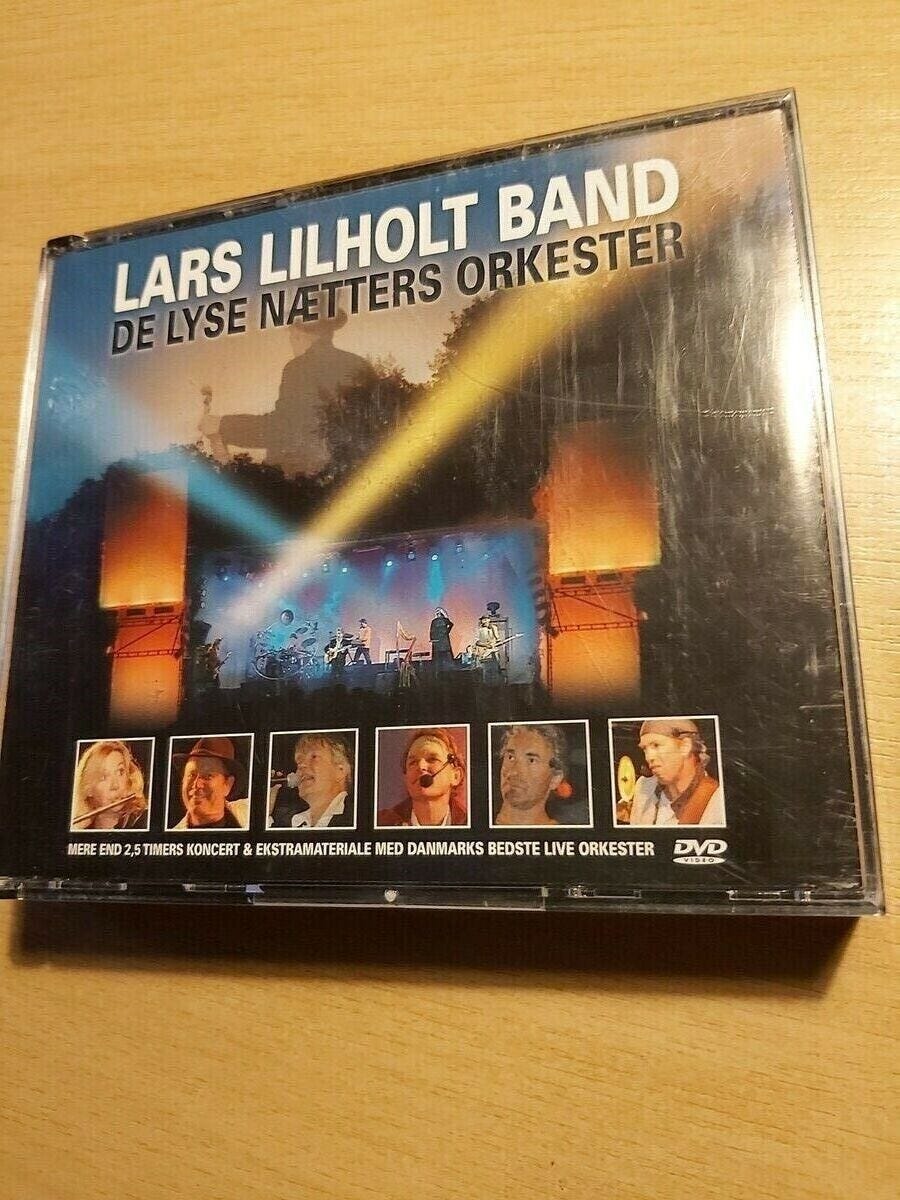 LARS LILHOLT BAND
DE LYSE NÆTTERS ORKESTER
MERE END 2,5 TIMERS KONCERT & EKSTRAMATERIALE MED DANMARKS BEDSTE LIVE ORKESTER
DVD
VIDEO